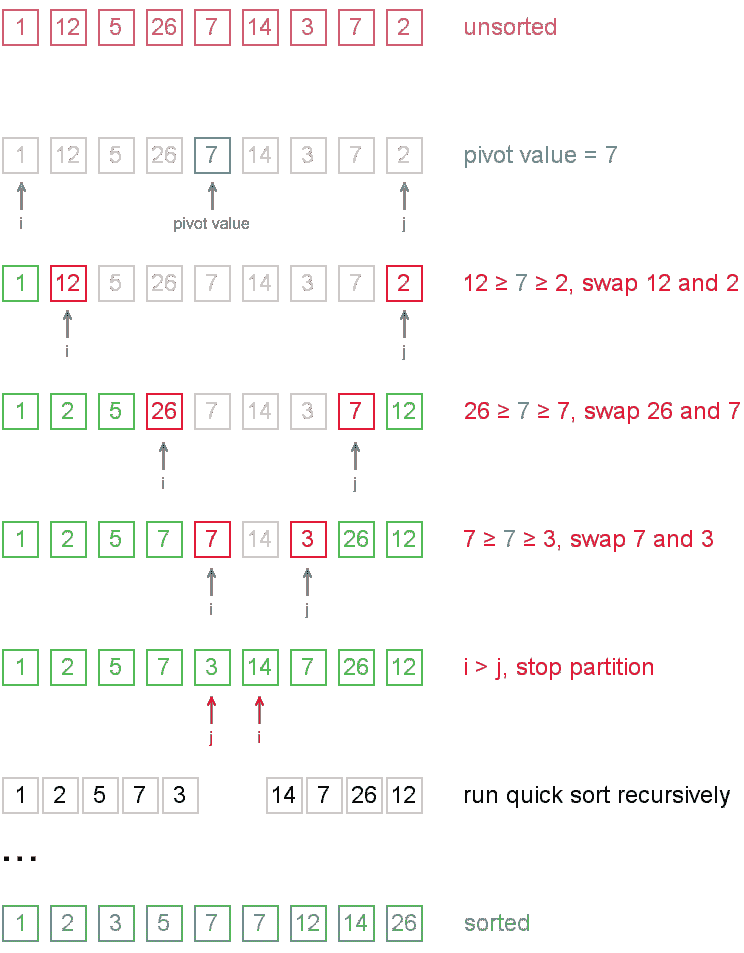 1 12 5 26 7 14 3 7 2 unsorted
1 12 5 26 7 14 3 7 2 pivot value = 7
i pivot value j
1 12 5 26 7 14 3 7 2 12 ≥ 7 ≥ 2, swap 12 and 2
i j
1 2 5 26 7 14 3 7 12 26 ≥ 7 ≥ 7, swap 26 and 7
i j
1 2 5 7 7 14 3 26 12 7 ≥ 7 ≥ 3, swap 7 and 3
i j
1 2 5 7 3 14 7 26 12 i > j, stop partition
j i
1 2 5 7 3 14 7 26 12 run quick sort recursively
...
1 2 3 5 7 7 12 14 26 sorted